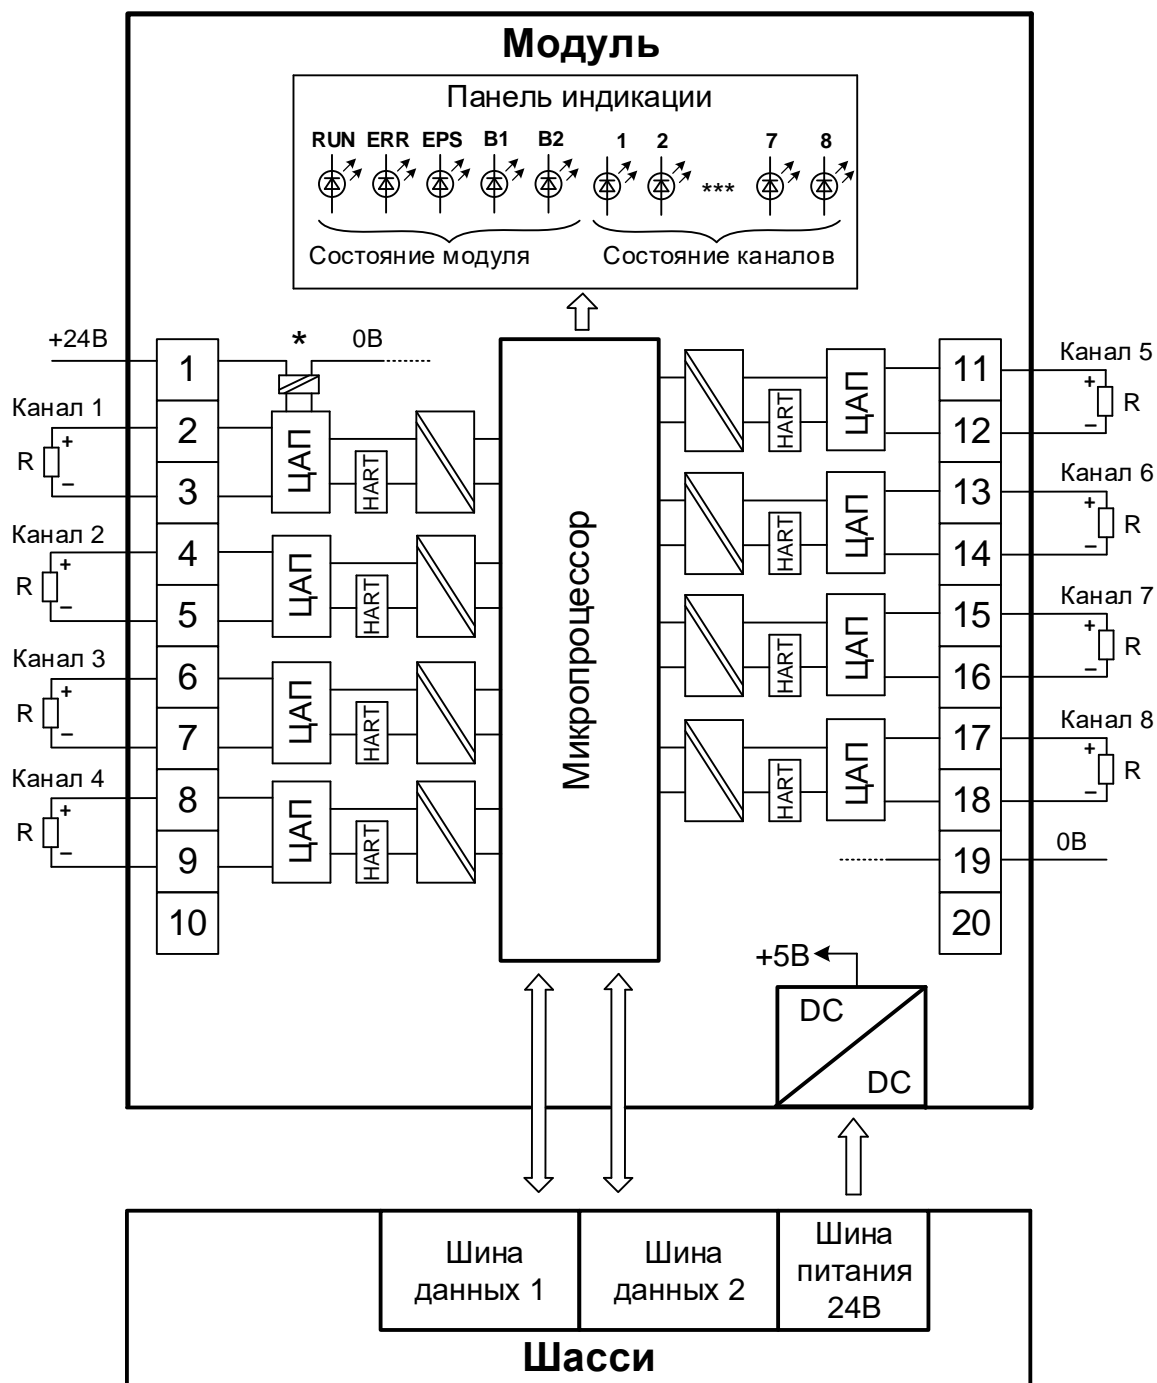 Модуль
Панель индикации
RUN ERR EPS B1 B2 1 2 *** 7 8
Состояние модуля Состояние каналов
+24В * 0В
Канал 1
R + −
1
2
3
ЦАП
HART
Канал 2
R + −
4
5
ЦАП
HART
Канал 3
R + −
6
7
ЦАП
HART
Канал 4
R + −
8
9
10
ЦАП
HART
Микропроцессор
Канал 5
HART
ЦАП
11
12
+ − R
Канал 6
HART
ЦАП
13
14
+ − R
Канал 7
HART
ЦАП
15
16
+ − R
Канал 8
HART
ЦАП
17
18
+ − R
19
0В
20
+5В
DC
DC
Шина
данных 1
Шина
данных 2
Шина
питания
24В
Шасси